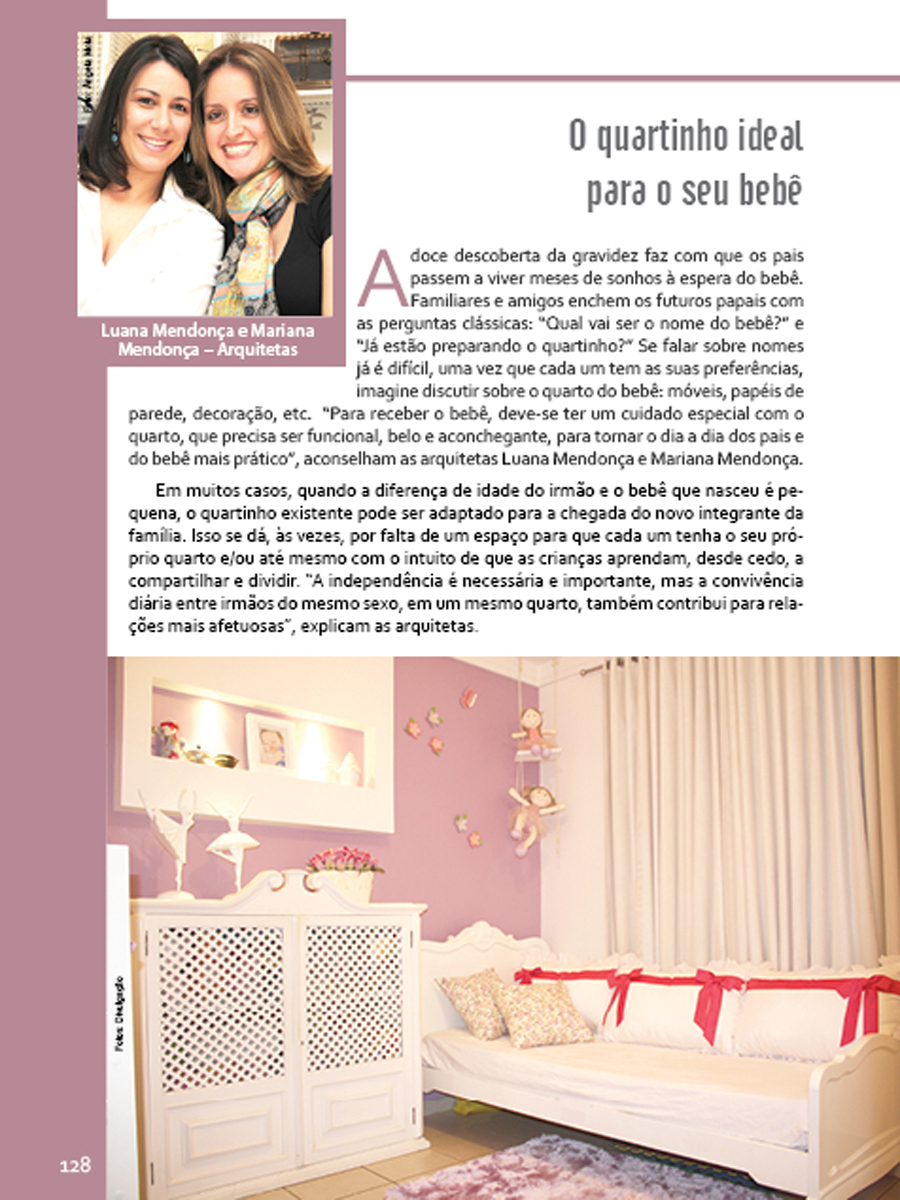 Luana Mendonça e Mariana
Mendonça – Arquitetas
O quartinho ideal
para o seu bebê
A doce descoberta da gravidez faz com que os pais
passem a viver meses de sonhos à espera do bebê.
Familiares e amigos enchem os futuros papais com
as perguntas clássicas: “Qual vai ser o nome do bebê?” e
“Já estão preparando o quartinho?” Se falar sobre nomes
já é difícil, uma vez que cada um tem as suas preferências,
imagine discutir sobre o quarto do bebê: móveis, papéis de
parede, decoração, etc. “Para receber o bebê, deve-se ter um cuidado especial com o
quarto, que precisa ser funcional, belo e aconchegante, para tornar o dia a dia dos pais e
do bebê mais prático”, aconselham as arquitetas Luana Mendonça e Mariana Mendonça.
Em muitos casos, quando a diferença de idade do irmão e o bebê que nasceu é pe-
quena, o quartinho existente pode ser adaptado para a chegada do novo integrante da
família. Isso se dá, às vezes, por falta de um espaço para que cada um tenha o seu pró-
prio quarto e/ou até mesmo com o intuito de que as crianças aprendam, desde cedo, a
compartilhar e dividir. “A independência é necessária e importante, mas a convivência
diária entre irmãos do mesmo sexo, em um mesmo quarto, também contribui para rela-
ções mais afetuosas”, explicam as arquitetas.
Fotos: Divulgação
128